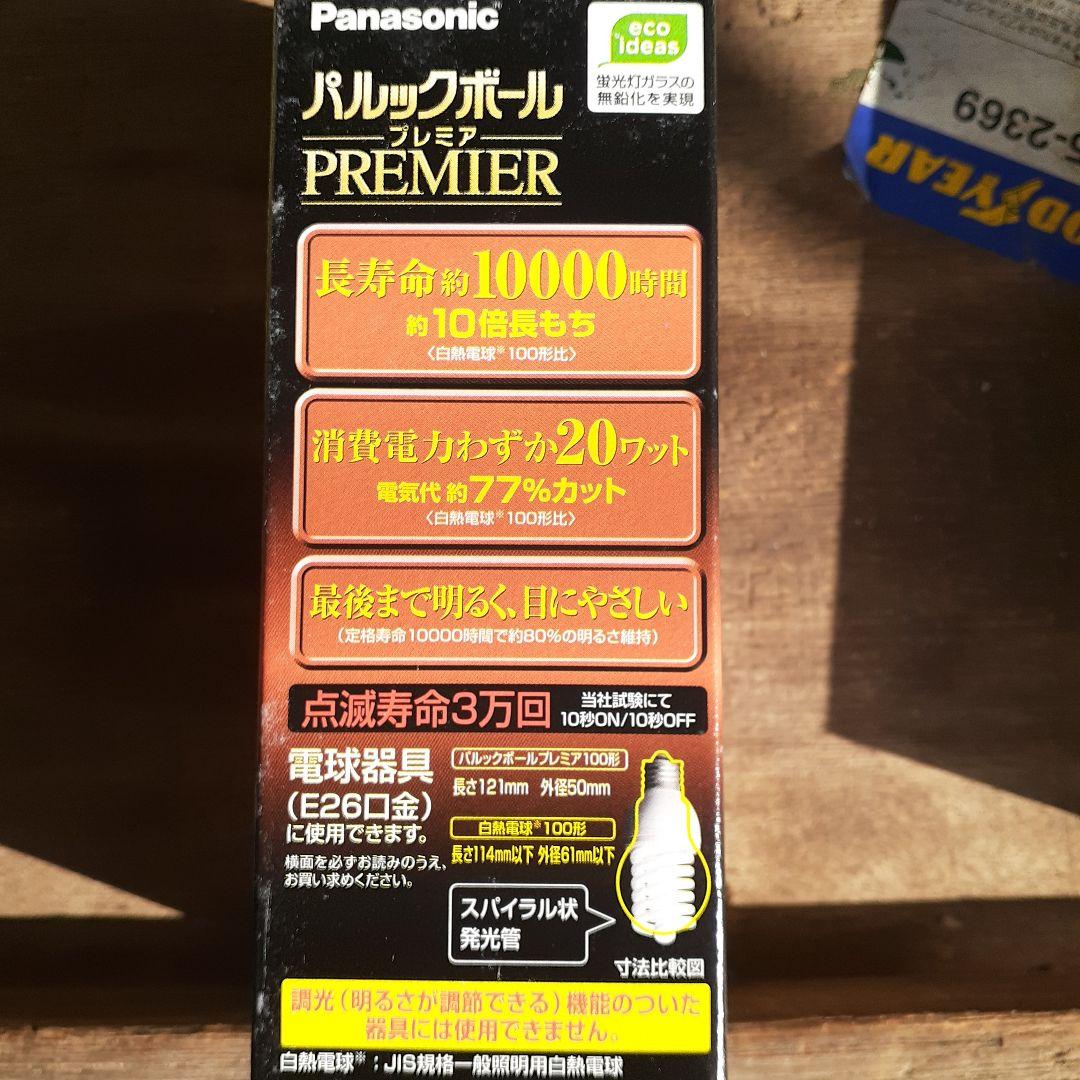 Panasonic
eco
ideas
蛍光灯ガラスの
無鉛化を実現
パルックボール
プレミア
PREMIER
長寿命約10000時間
約10倍長もち
〈白熱電球※100形比〉
消費電力わずか20ワット
電気代 約77%カット
〈白熱電球※100形比〉
最後まで明るく、目にやさしい
(定格寿命10000時間で約80%の明るさ維持)
点滅寿命3万回
当社試験にて
10秒ON/10秒OFF
電球器具
(E26口金)
に使用できます。
横面を必ずお読みのうえ、
お買い求めください。
パルックボールプレミア100形
長さ121mm 外径50mm
白熱電球※100形
長さ114mm以下 外径61mm以下
スパイラル状
発光管
寸法比較図
調光(明るさが調節できる)機能のついた
器具には使用できません。
白熱電球※:JIS規格一般照明用白熱電球
-2369
YEAR